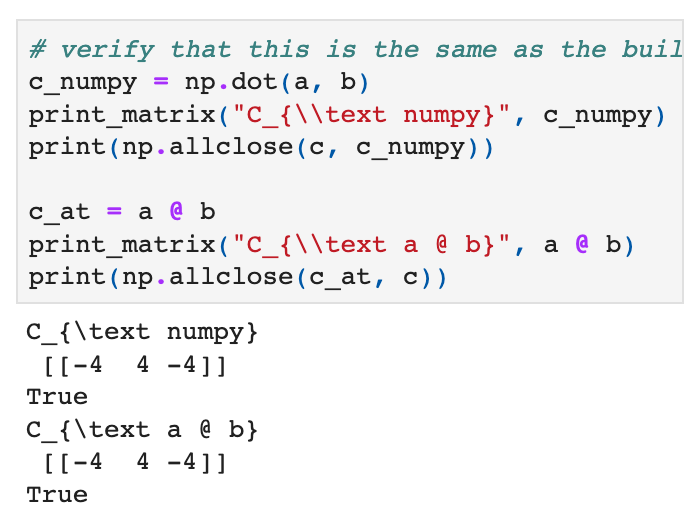 # verify that this is the same as the buil
c_numpy = np.dot(a, b)
print_matrix("C_{\\text numpy}", c_numpy)
print(np.allclose(c, c_numpy))
c_at = a @ b
print_matrix("C_{\\text a @ b}", a @ b)
print(np.allclose(c_at, c))
C_{\text numpy}
[[-4  4 -4]]
True
C_{\text a @ b}
[[-4  4 -4]]
True